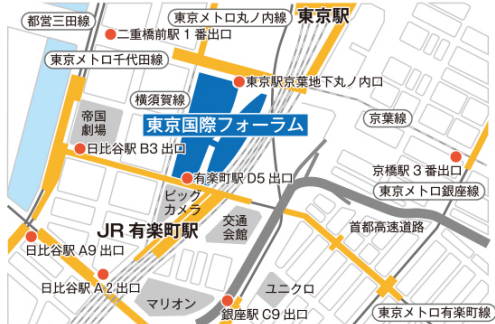 都営三田線
東京メトロ丸ノ内線
東京駅
二重橋前駅 1 番出口
東京メトロ千代田線
東京駅京葉地下丸ノ内口
横須賀線
京葉線
帝国
劇場
東京国際フォーラム
日比谷駅 B3 出口
京橋駅 3 番出口
有楽町駅 D5 出口
東京メトロ銀座線
ビッグ
カメラ
交通
会館
首都高速道路
JR 有楽町駅
日比谷駅 A9 出口
日比谷駅 A 2 出口
ユニクロ
マリオン
銀座駅 C9 出口
東京メトロ有楽町線